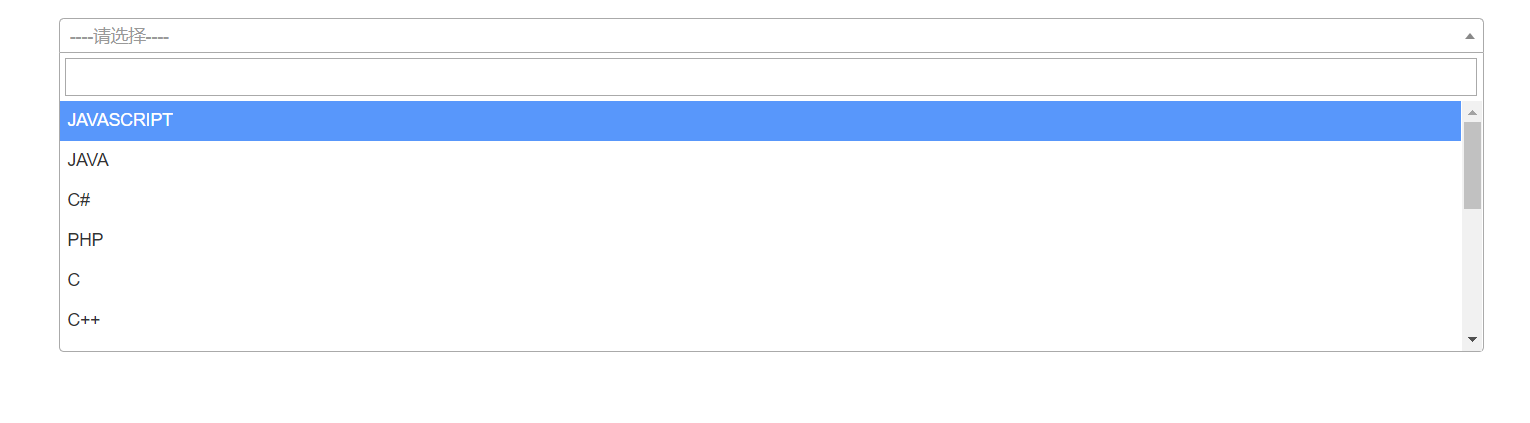 ----请选择----
JAVASCRIPT
JAVA
C#
PHP
C
C++